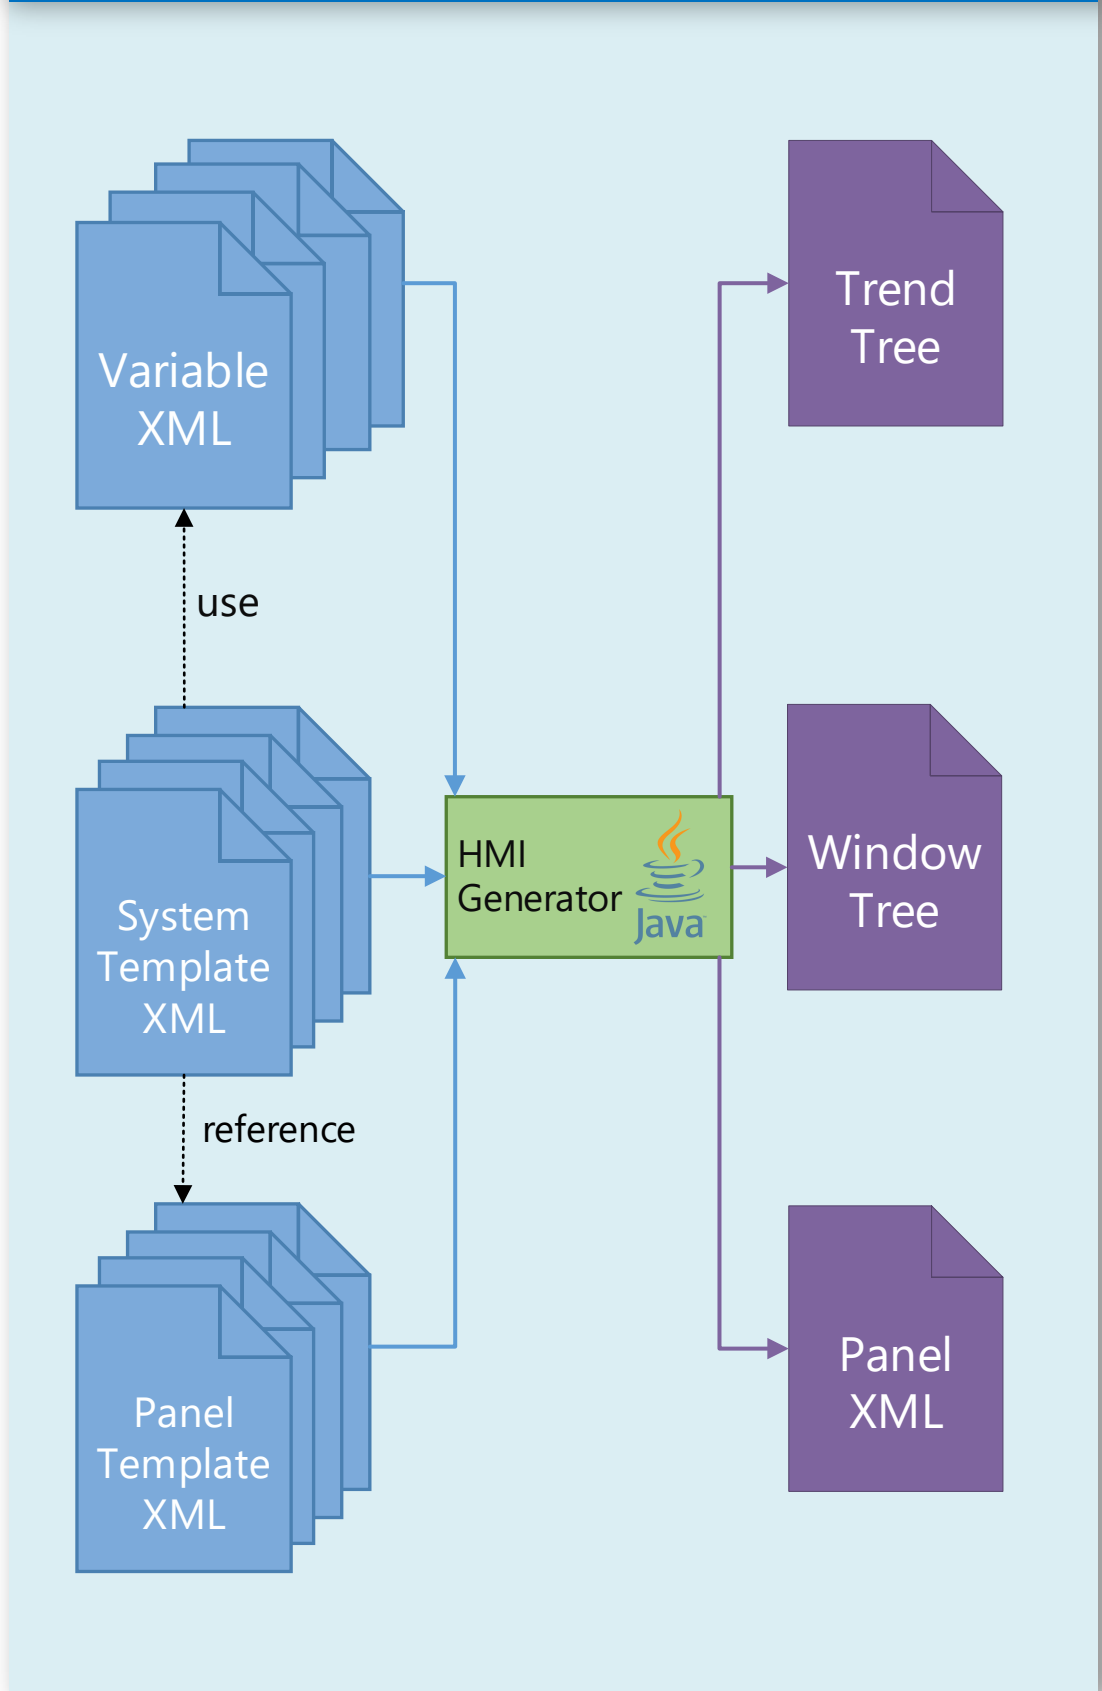 Variable
XML
use
System
Template
XML
reference
Panel
Template
XML
HMI
Generator
Java
Trend
Tree
Window
Tree
Panel
XML